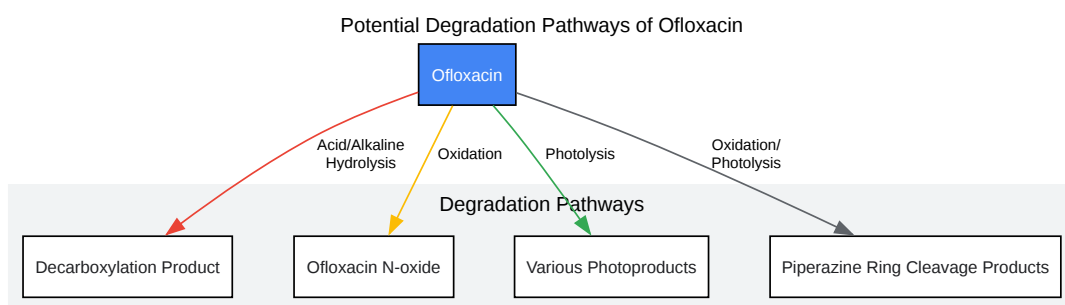 Potential Degradation Pathways of Ofloxacin
Ofloxacin
Acid/Alkaline
Hydrolysis
Oxidation
Photolysis
Oxidation/
Photolysis
Degradation Pathways
Decarboxylation Product
Ofloxacin N-oxide
Various Photoproducts
Piperazine Ring Cleavage Products